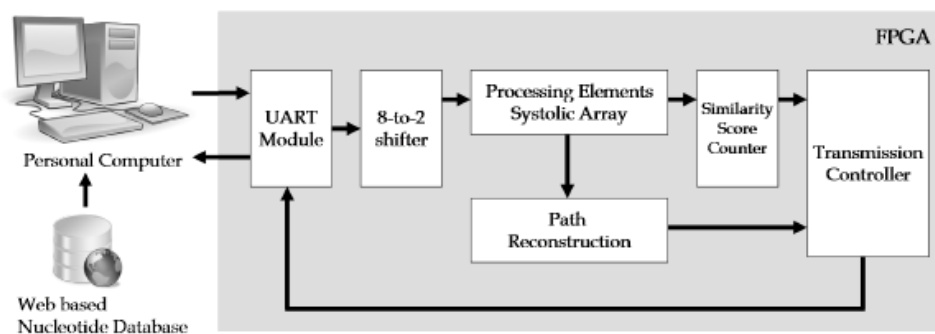 FPGA
Personal Computer
Web based
Nucleotide Database
UART
Module
8-to-2
shifter
Processing Elements
Systolic Array
Path
Reconstruction
Similarity
Score
Counter
Transmission
Controller